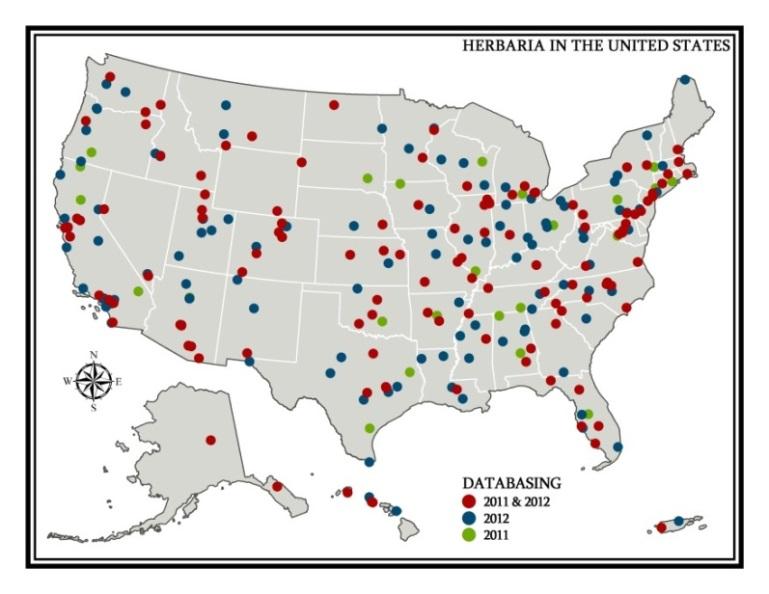 HERBARIA IN THE UNITED STATES
N
W E
S
DATABASING
2011 & 2012
2012
2011